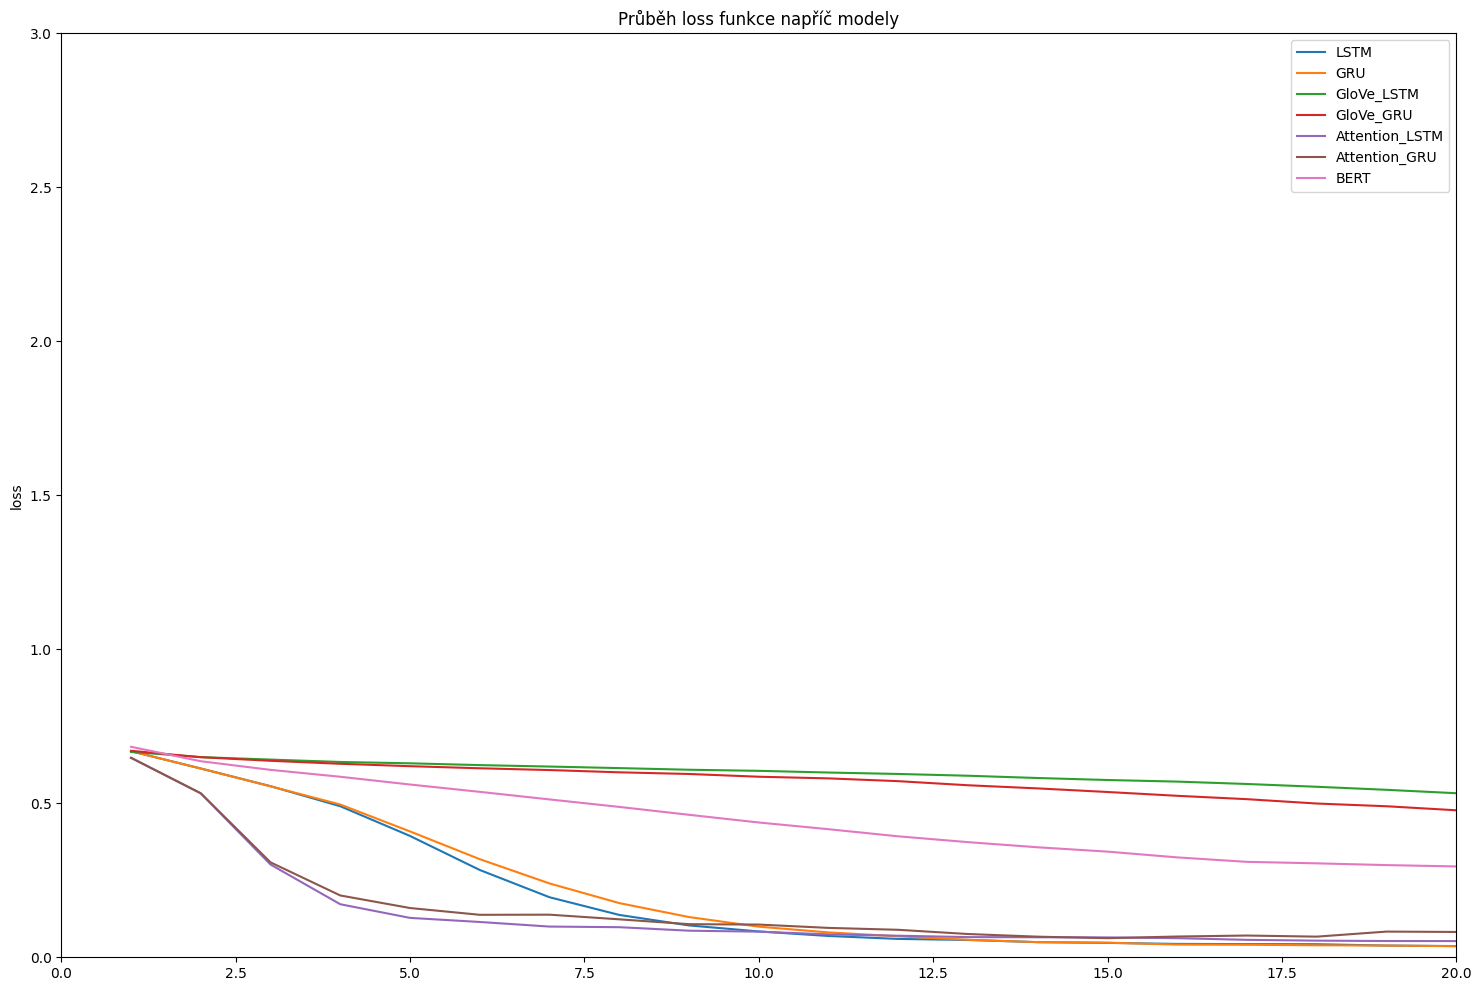 Průběh loss funkce napříč modely
3.0
2.5
2.0
1.5
1.0
0.5
0.0
loss
LSTM
GRU
GloVe_LSTM
GloVe_GRU
Attention_LSTM
Attention_GRU
BERT
0.0 2.5 5.0 7.5 10.0 12.5 15.0 17.5 20.0